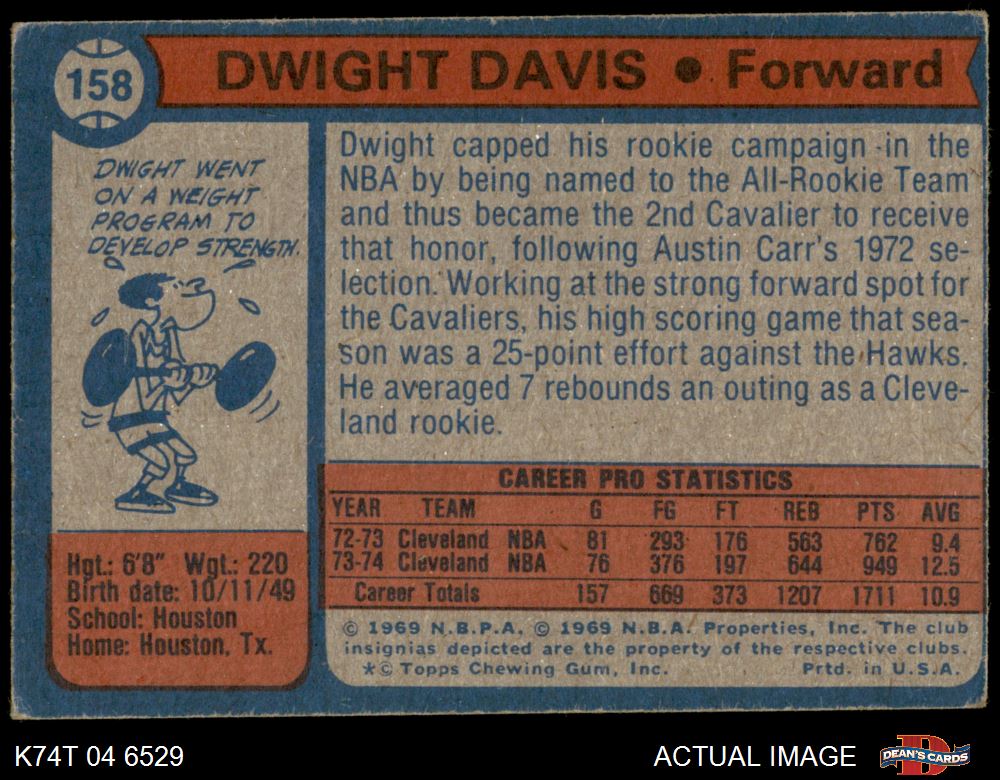 158
DWIGHT DAVIS • Forward
DWIGHT WENT
ON A WEIGHT
PROGRAM TO
DEVELOP STRENGTH.
Dwight capped his rookie campaign in the
NBA by being named to the All-Rookie Team
and thus became the 2nd Cavalier to receive
that honor, following Austin Carr's 1972 se-
lection. Working at the strong forward spot for
the Cavaliers, his high scoring game that sea-
son was a 25-point effort against the Hawks.
He averaged 7 rebounds an outing as a Cleve-
land rookie.
Hgt.: 6'8" Wgt.: 220
Birth date: 10/11/49
School: Houston
Home: Houston, Tx.
CAREER PRO STATISTICS
YEAR TEAM G FG FT REB PTS AVG
72-73 Cleveland NBA 81 293 176 563 762 9.4
73-74 Cleveland NBA 76 376 197 644 949 12.5
Career Totals 157 669 373 1207 1711 10.9
© 1969 N.B.P.A. © 1969 N.B.A. Properties, Inc. The club
insignias depicted are the property of the respective clubs.
*© Topps Chewing Gum, Inc. Prtd. in U.S.A.
K74T 04 6529
ACTUAL IMAGE
DEAN'S CARDS